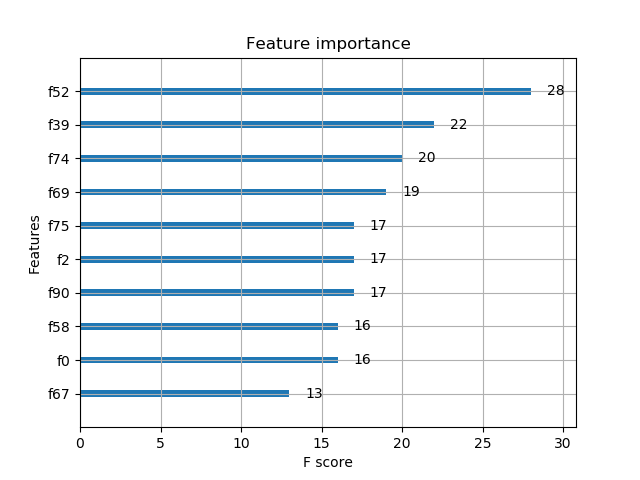 Feature importance
Features
f52 28
f39 22
f74 20
f69 19
f75 17
f2 17
f90 17
f58 16
f0 16
f67 13
0 5 10 15 20 25 30
F score